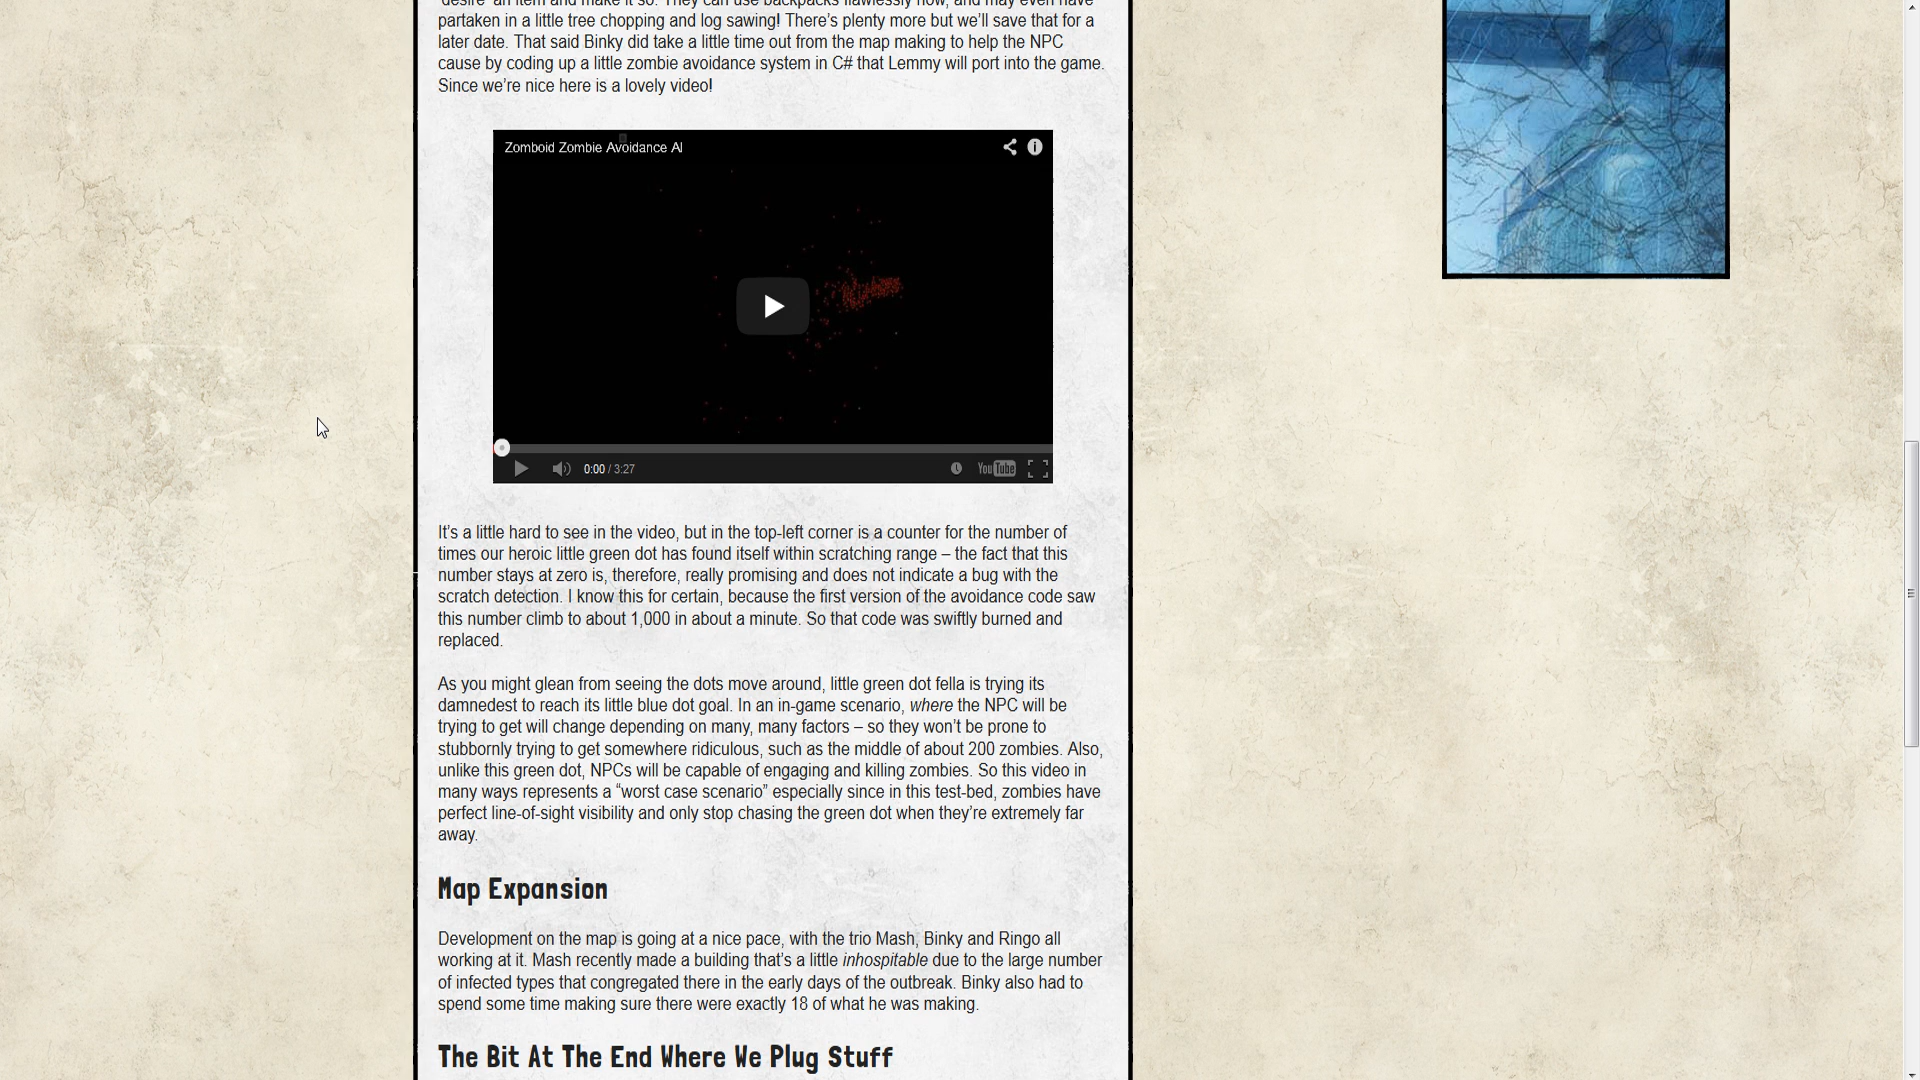 'desire' an item and make it so. They can use backpacks flawlessly now, and may even have
partaken in a little tree chopping and log sawing! There’s plenty more but we’ll save that for a
later date. That said Binky did take a little time out from the map making to help the NPC
cause by coding up a little zombie avoidance system in C# that Lemmy will port into the game.
Since we’re nice here is a lovely video!
Zomboid Zombie Avoidance AI
0:00 / 3:27
YouTube
It’s a little hard to see in the video, but in the top-left corner is a counter for the number of
times our heroic little green dot has found itself within scratching range – the fact that this
number stays at zero is, therefore, really promising and does not indicate a bug with the
scratch detection. I know this for certain, because the first version of the avoidance code saw
this number climb to about 1,000 in about a minute. So that code was swiftly burned and
replaced.
As you might glean from seeing the dots move around, little green dot fella is trying its
damnedest to reach its little blue dot goal. In an in-game scenario, where the NPC will be
trying to get will change depending on many, many factors – so they won’t be prone to
stubbornly trying to get somewhere ridiculous, such as the middle of about 200 zombies. Also,
unlike this green dot, NPCs will be capable of engaging and killing zombies. So this video in
many ways represents a “worst case scenario” especially since in this test-bed, zombies have
perfect line-of-sight visibility and only stop chasing the green dot when they’re extremely far
away.
Map Expansion
Development on the map is going at a nice pace, with the trio Mash, Binky and Ringo all
working at it. Mash recently made a building that’s a little inhospitable due to the large number
of infected types that congregated there in the early days of the outbreak. Binky also had to
spend some time making sure there were exactly 18 of what he was making.
The Bit At The End Where We Plug Stuff